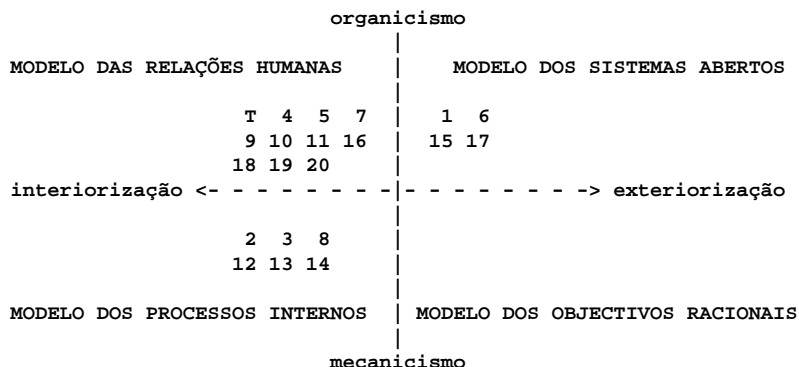 organicismo
|
MODELO DAS RELAÇÕES HUMANAS | MODELO DOS SISTEMAS ABERTOS
|
T 4 5 7 | 1 6
9 10 11 16 | 15 17
18 19 20 |
interiorização <- - - - - - - -|- - - - - - - - -> exteriorização
|
2 3 8 |
12 13 14 |
|
MODELO DOS PROCESSOS INTERNOS | MODELO DOS OBJECTIVOS RACIONAIS
|
mecanicismo